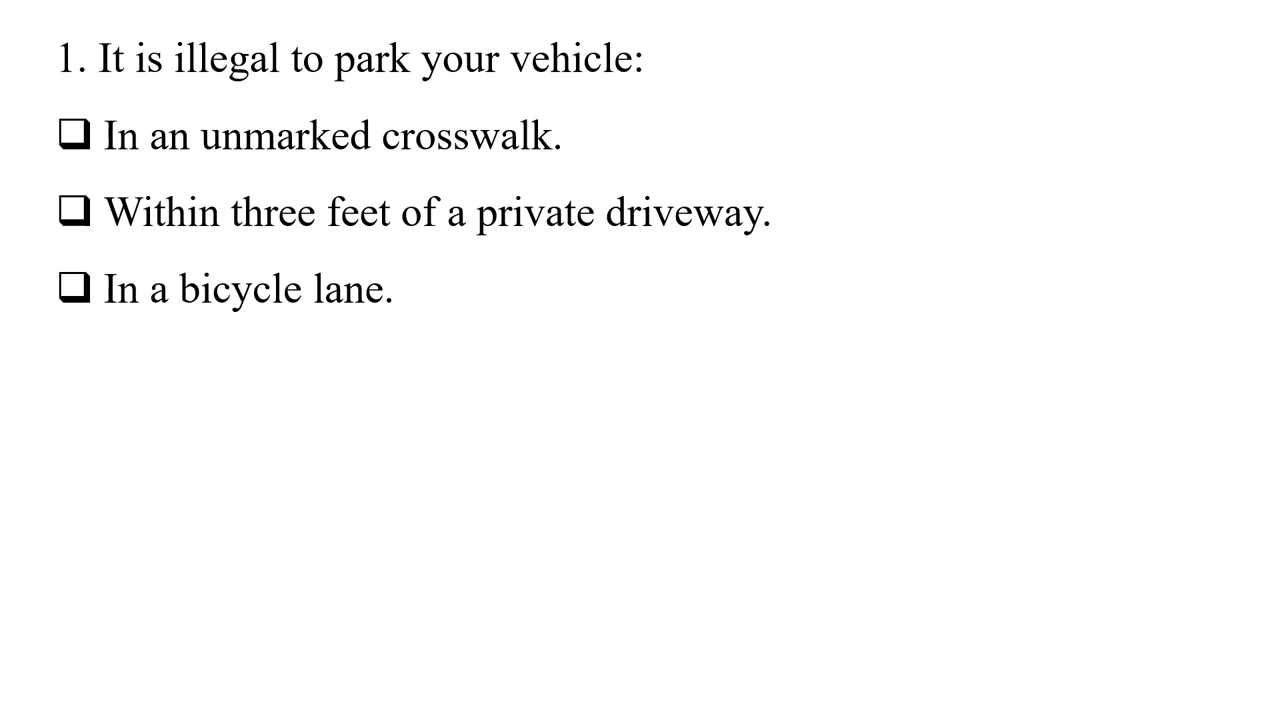 1. It is illegal to park your vehicle:
❑ In an unmarked crosswalk.
❑ Within three feet of a private driveway.
❑ In a bicycle lane.